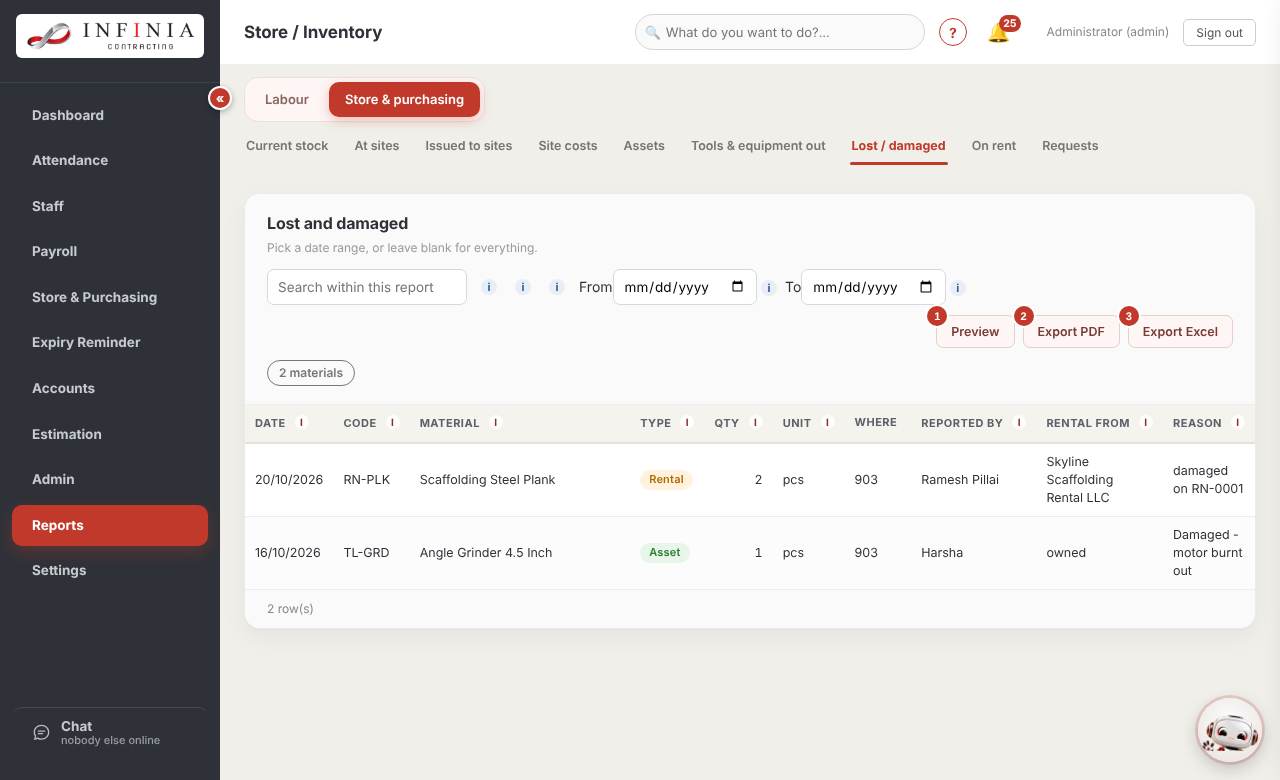 INFINIA
CONTRACTING
Store / Inventory
🔍 What do you want to do?...
?
🔔 25
Administrator (admin)
Sign out
«
Dashboard
Attendance
Staff
Payroll
Store & Purchasing
Expiry Reminder
Accounts
Estimation
Admin
Reports
Settings
Chat
nobody else online
Labour
Store & purchasing
Current stock
At sites
Issued to sites
Site costs
Assets
Tools & equipment out
Lost / damaged
On rent
Requests
Lost and damaged
Pick a date range, or leave blank for everything.
Search within this report i i i From mm/dd/yyyy i To mm/dd/yyyy i
1 Preview 2 Export PDF 3 Export Excel
2 materials
DATE I CODE I MATERIAL I TYPE I QTY I UNIT I WHERE REPORTED BY I RENTAL FROM I REASON I
20/10/2026 RN-PLK Scaffolding Steel Plank Rental 2 pcs 903 Ramesh Pillai
Skyline
Scaffolding
Rental LLC
damaged
on RN-0001
16/10/2026 TL-GRD Angle Grinder 4.5 Inch Asset 1 pcs 903 Harsha owned
Damaged -
motor burnt
out
2 row(s)